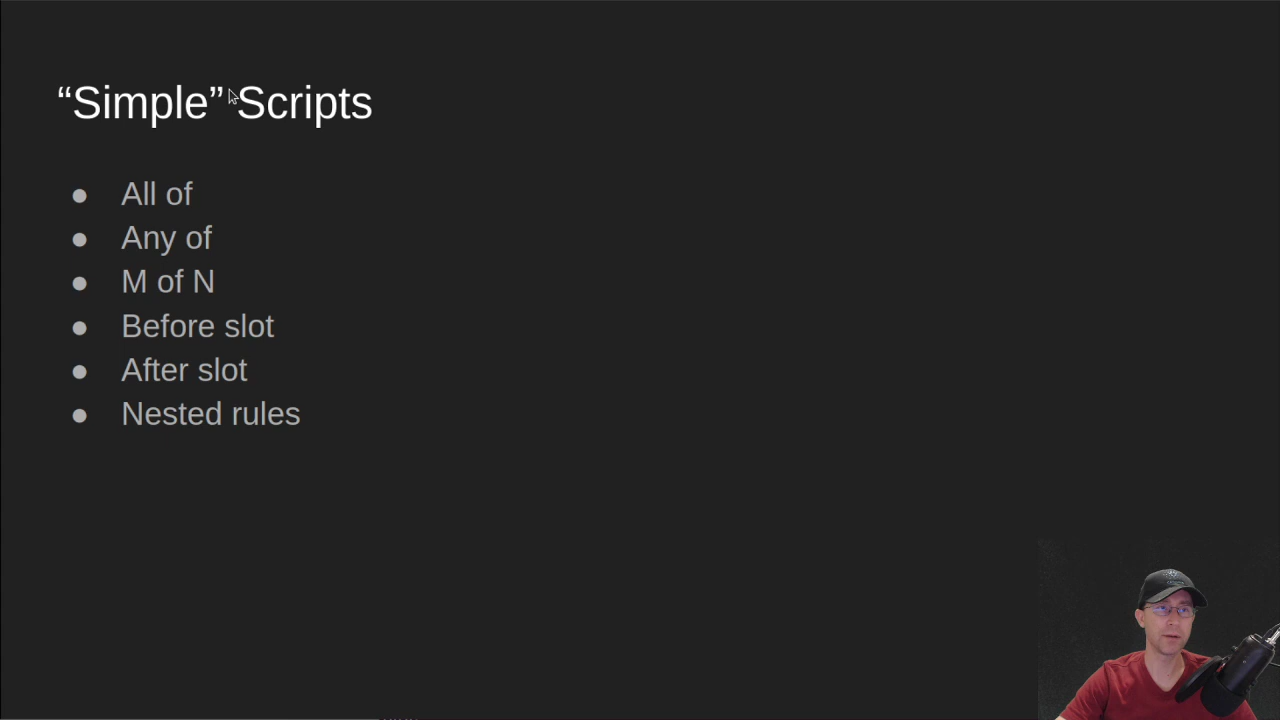 “Simple” Scripts
● All of
● Any of
● M of N
● Before slot
● After slot
● Nested rules